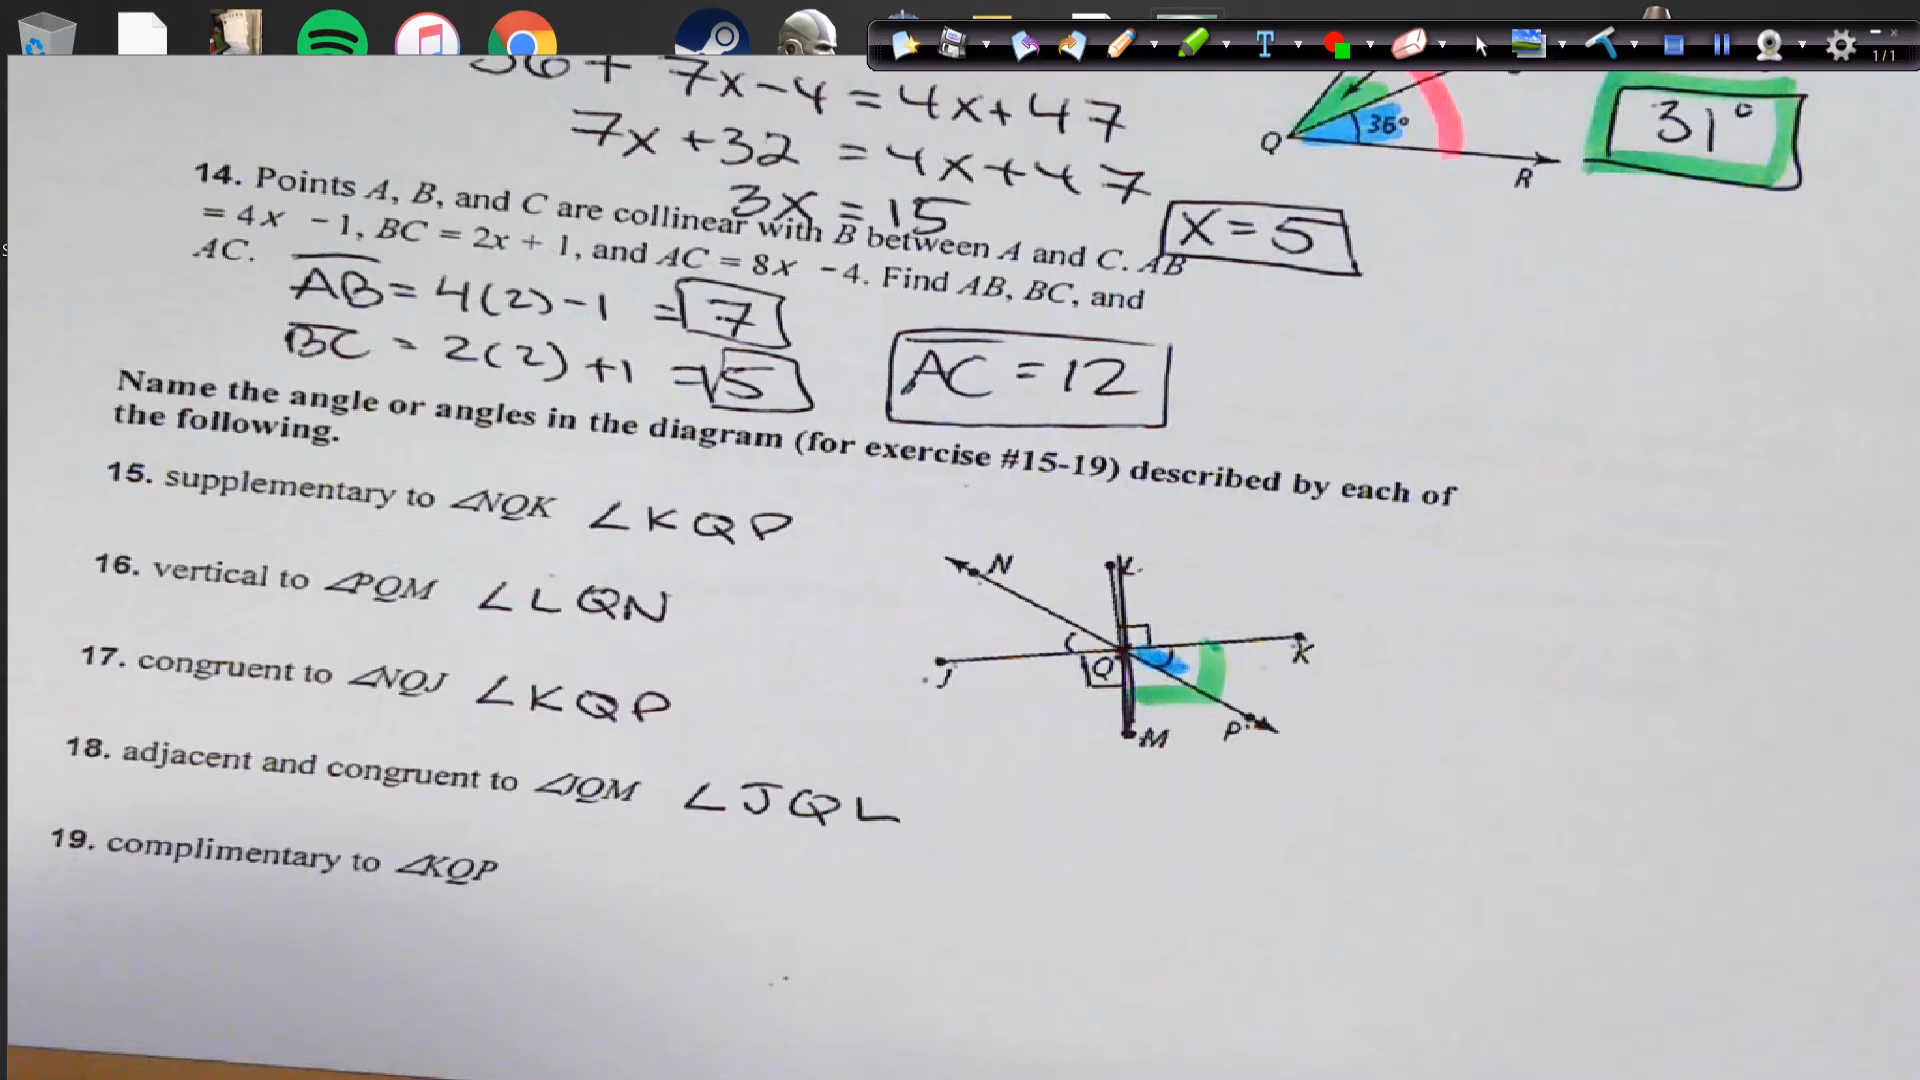 1/1
36 + 7x-4 = 4x+47
7x +32 = 4x+47
3x = 15
X = 5
Q
36°
R
31°
14. Points A, B, and C are collinear with B between A and C. AB
= 4x - 1, BC = 2x + 1, and AC = 8x - 4. Find AB, BC, and
AC.
AB = 4(2)-1 = 7
BC = 2(2)+1 = 5
AC = 12
Name the angle or angles in the diagram (for exercise #15-19) described by each of
the following.
15. supplementary to ∠NQK ∠KQP
16. vertical to ∠PQM ∠LQN
17. congruent to ∠NQJ ∠KQP
18. adjacent and congruent to ∠JQM ∠JQL
19. complimentary to ∠KQP
N
L
K
J
Q
M
P